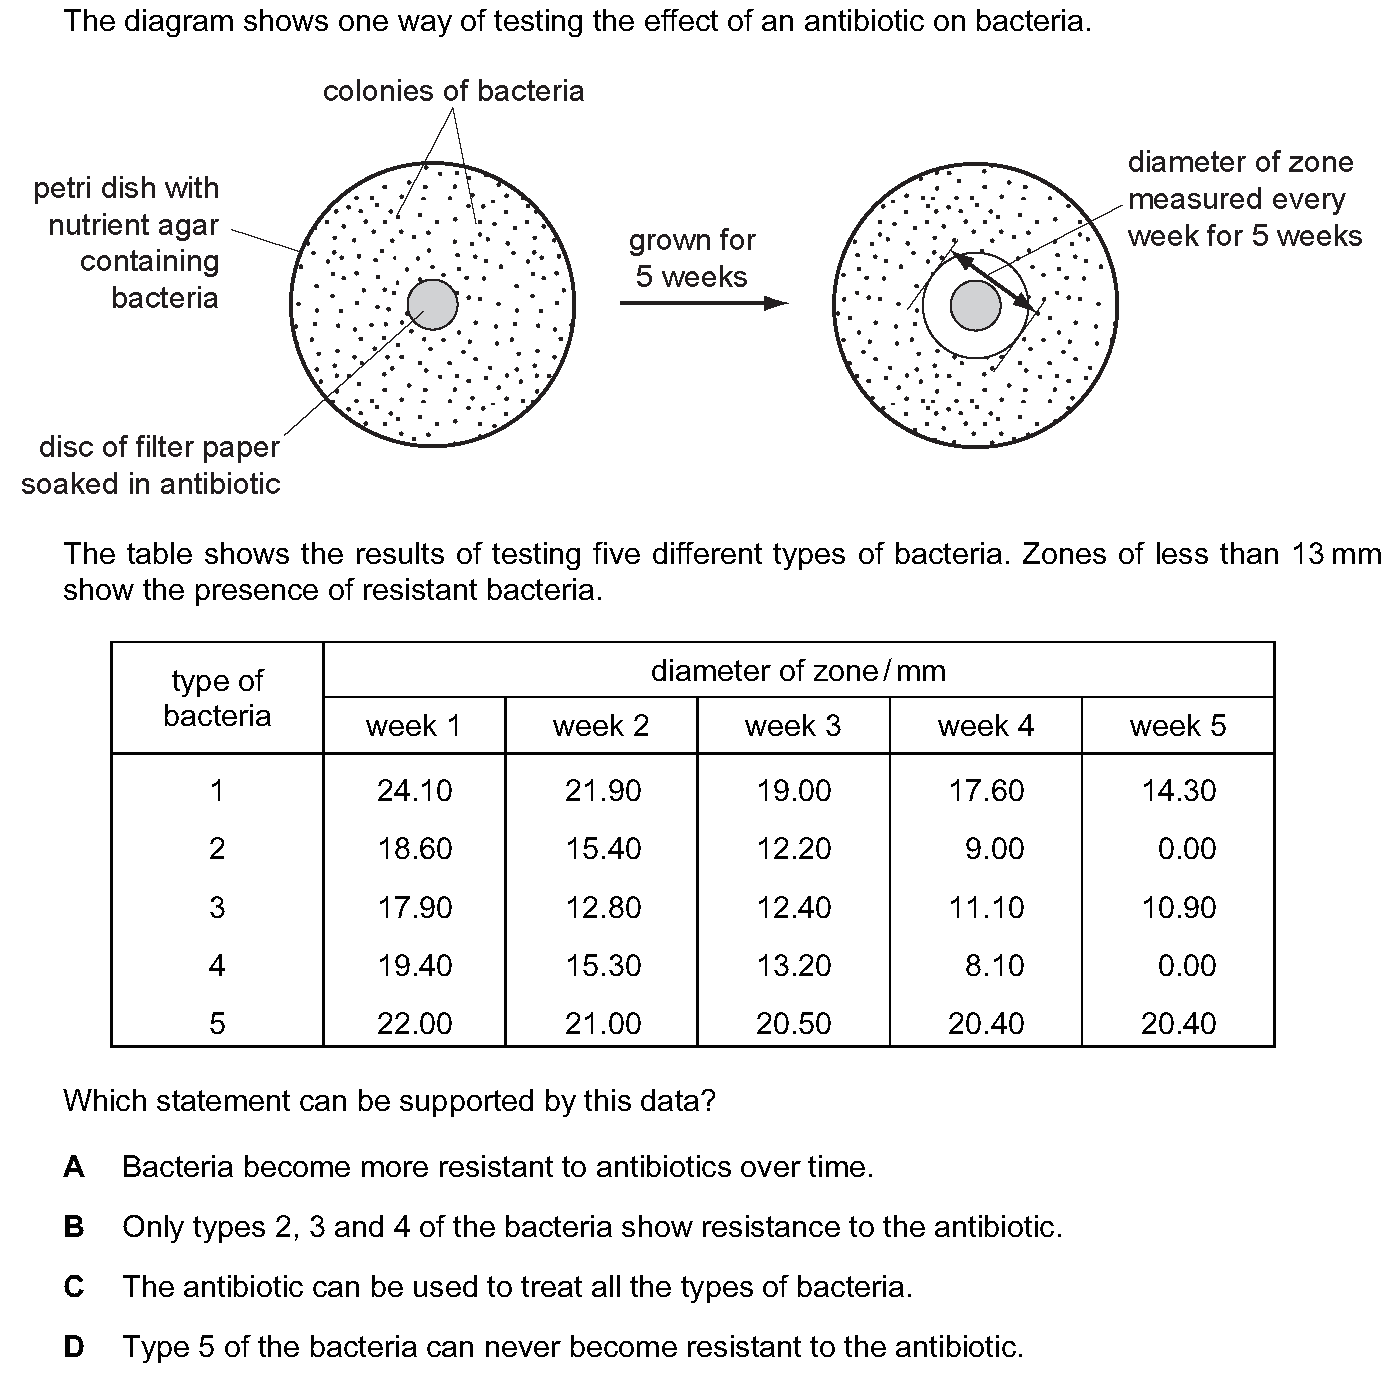 The diagram shows one way of testing the effect of an antibiotic on bacteria.
colonies of bacteria
petri dish with
nutrient agar
containing
bacteria
grown for
5 weeks
diameter of zone
measured every
week for 5 weeks
disc of filter paper
soaked in antibiotic
The table shows the results of testing five different types of bacteria. Zones of less than 13 mm
show the presence of resistant bacteria.
type of
bacteria
diameter of zone / mm
week 1 week 2 week 3 week 4 week 5
1 24.10 21.90 19.00 17.60 14.30
2 18.60 15.40 12.20 9.00 0.00
3 17.90 12.80 12.40 11.10 10.90
4 19.40 15.30 13.20 8.10 0.00
5 22.00 21.00 20.50 20.40 20.40
Which statement can be supported by this data?
A Bacteria become more resistant to antibiotics over time.
B Only types 2, 3 and 4 of the bacteria show resistance to the antibiotic.
C The antibiotic can be used to treat all the types of bacteria.
D Type 5 of the bacteria can never become resistant to the antibiotic.